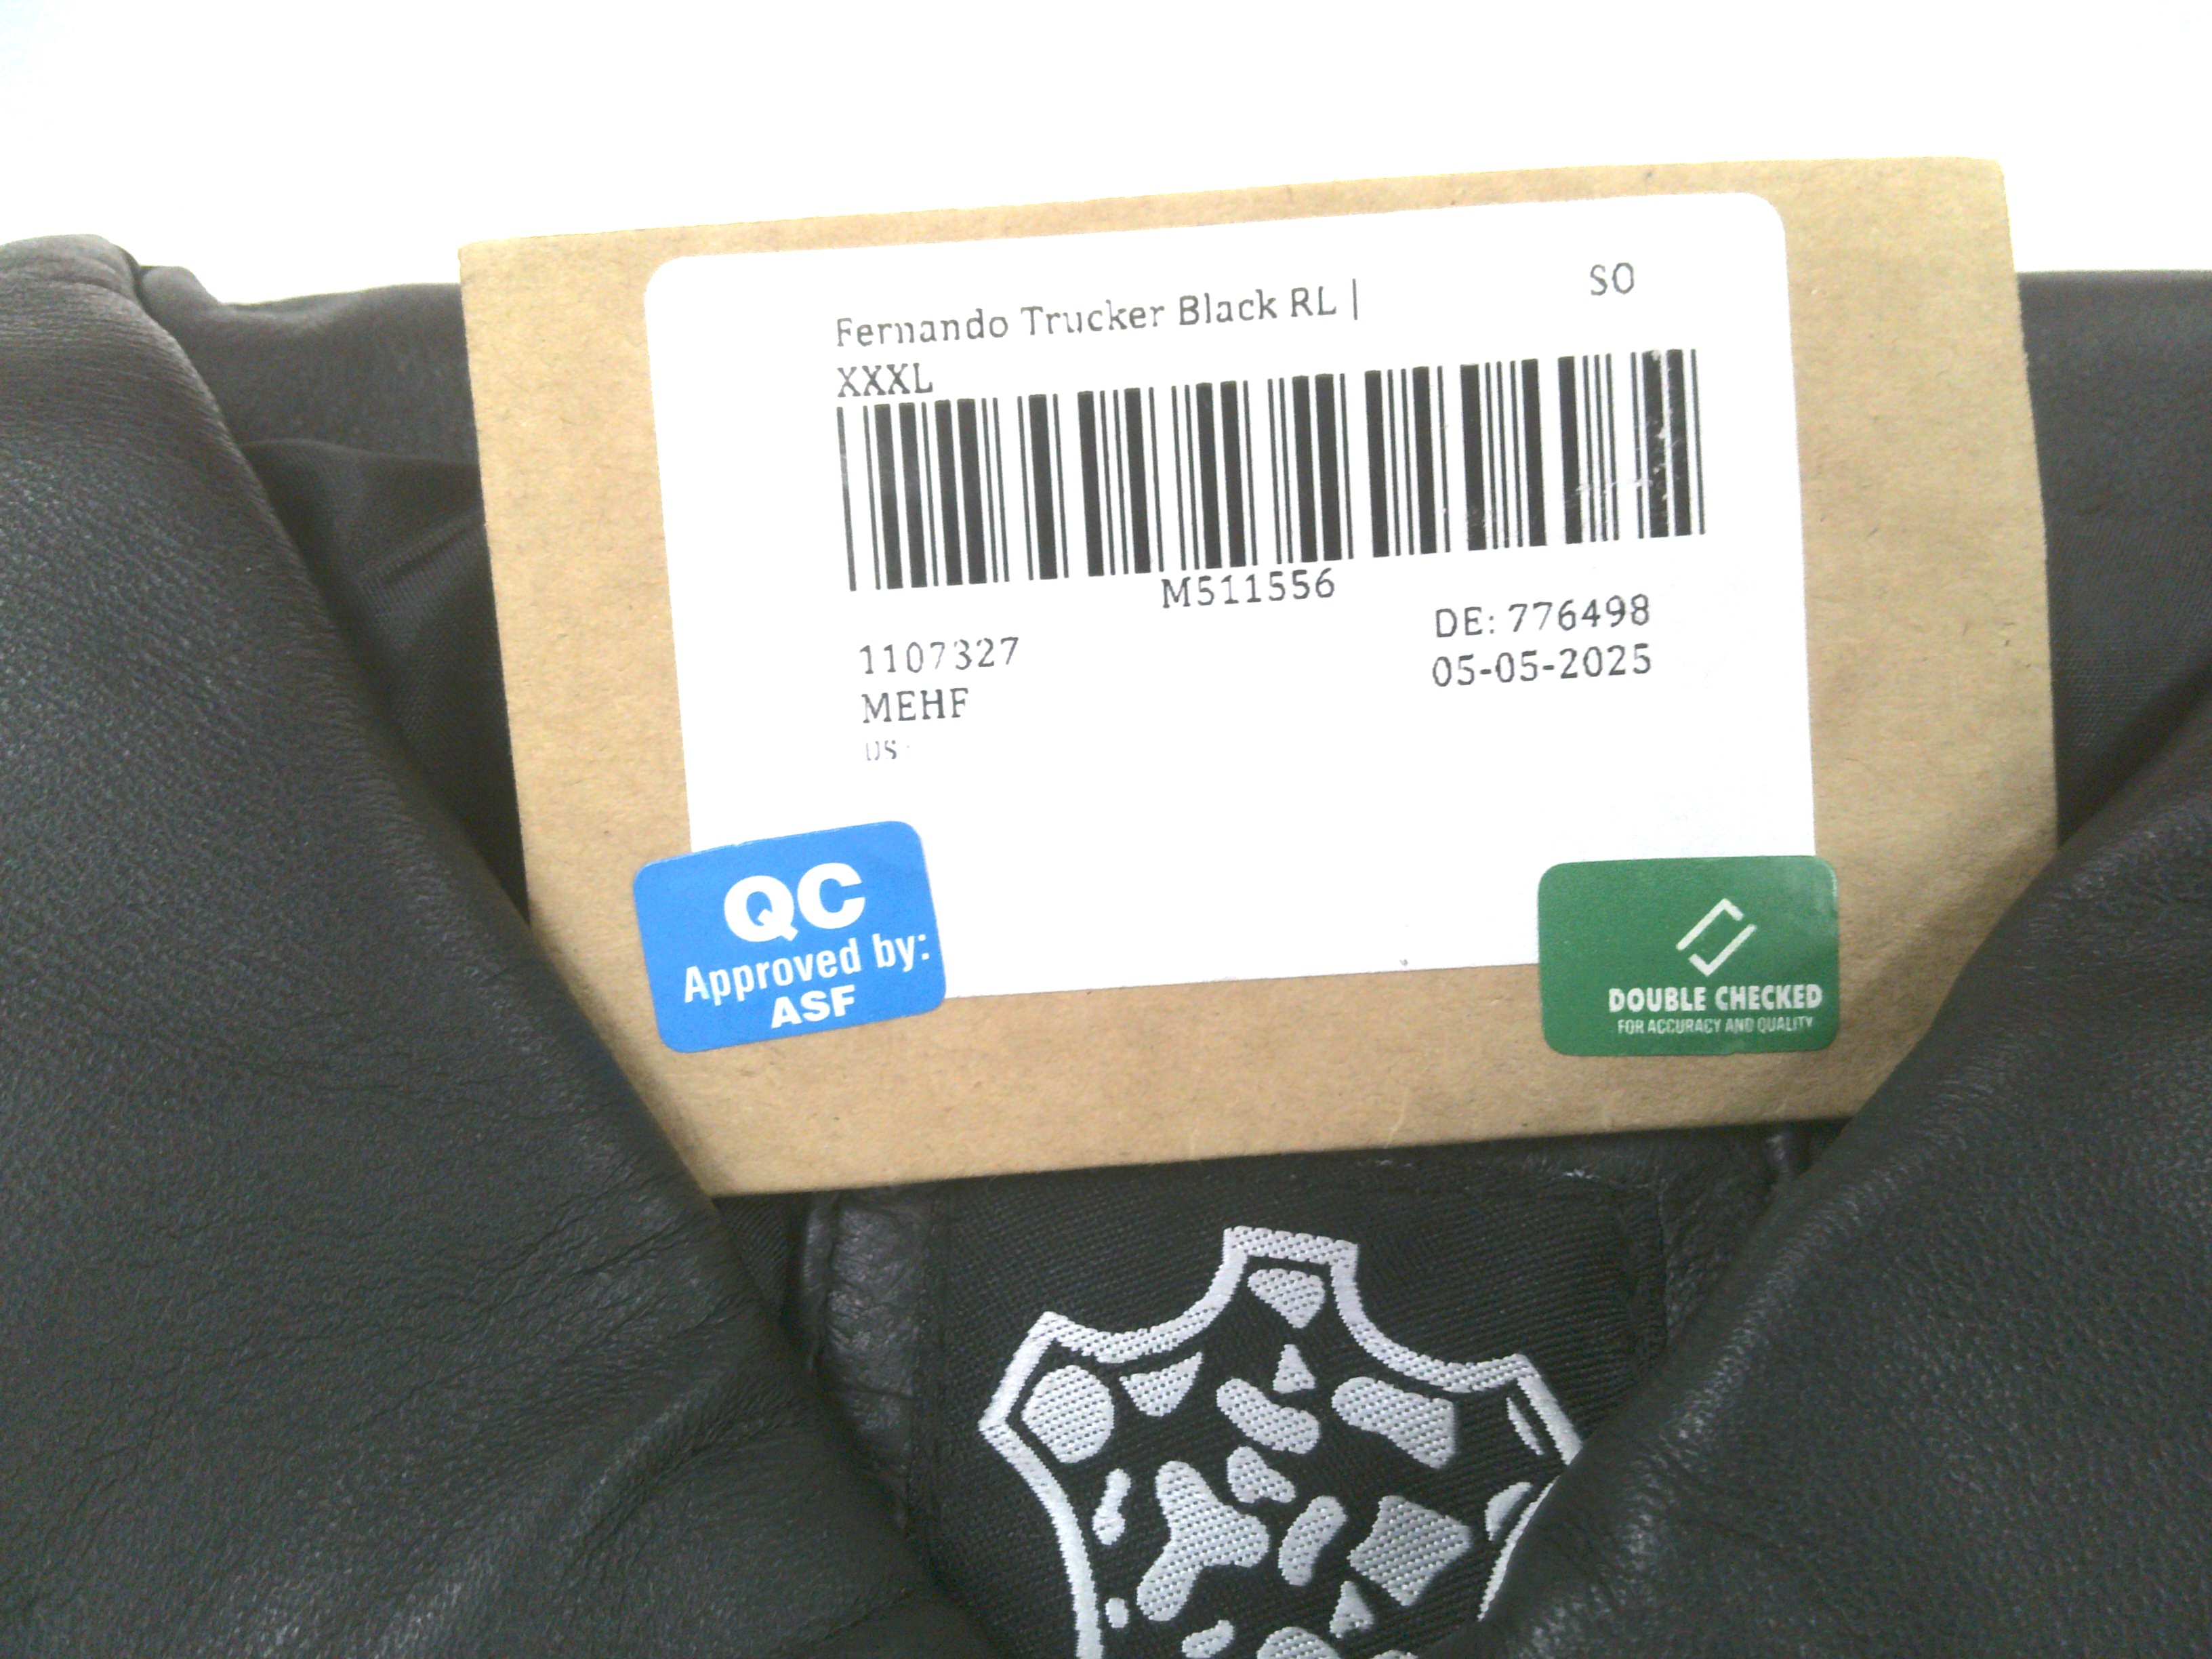 Fernando Trucker Black RL |
SO
XXXL
M511556
1107327
DE: 776498
MEHF
05-05-2025
US
QC
Approved by:
ASF
DOUBLE CHECKED
FOR ACCURACY AND QUALITY